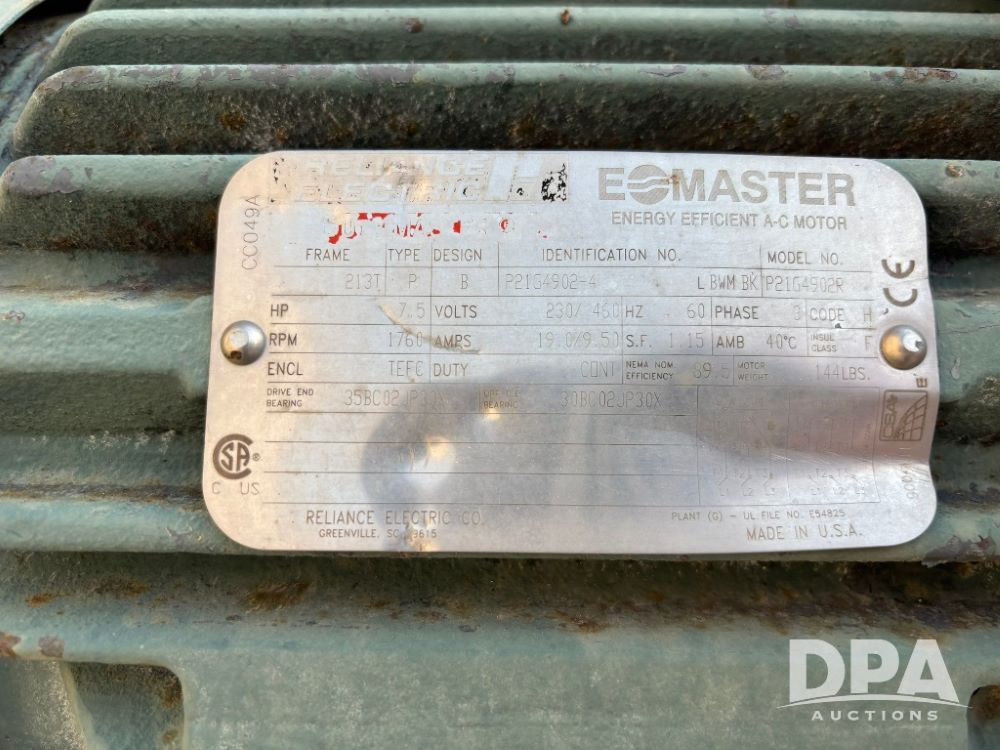 RELIANCE
ELECTRIC
E MASTER
ENERGY EFFICIENT A-C MOTOR
CC049A
FRAME TYPE DESIGN IDENTIFICATION NO. MODEL NO.
213T P B P21G4902-4 L BWM BK P21G4902R
HP 7.5 VOLTS 230/460 HZ 60 PHASE 3 CODE H
RPM 1760 AMPS 19.0/9.50 S.F. 1.15 AMB 40°C INSUL CLASS F
ENCL TEFC DUTY CONT NEMA NOM EFFICIENCY 89.5 MOTOR WEIGHT 144LBS.
DRIVE END BEARING 35BC02JP30X BEARING 30BC02JP30X
CE
SA ®
C US
RELIANCE ELECTRIC CO.
GREENVILLE, SC
PLANT (G) - UL FILE NO. E54825
MADE IN U.S.A.
DPA
AUCTIONS